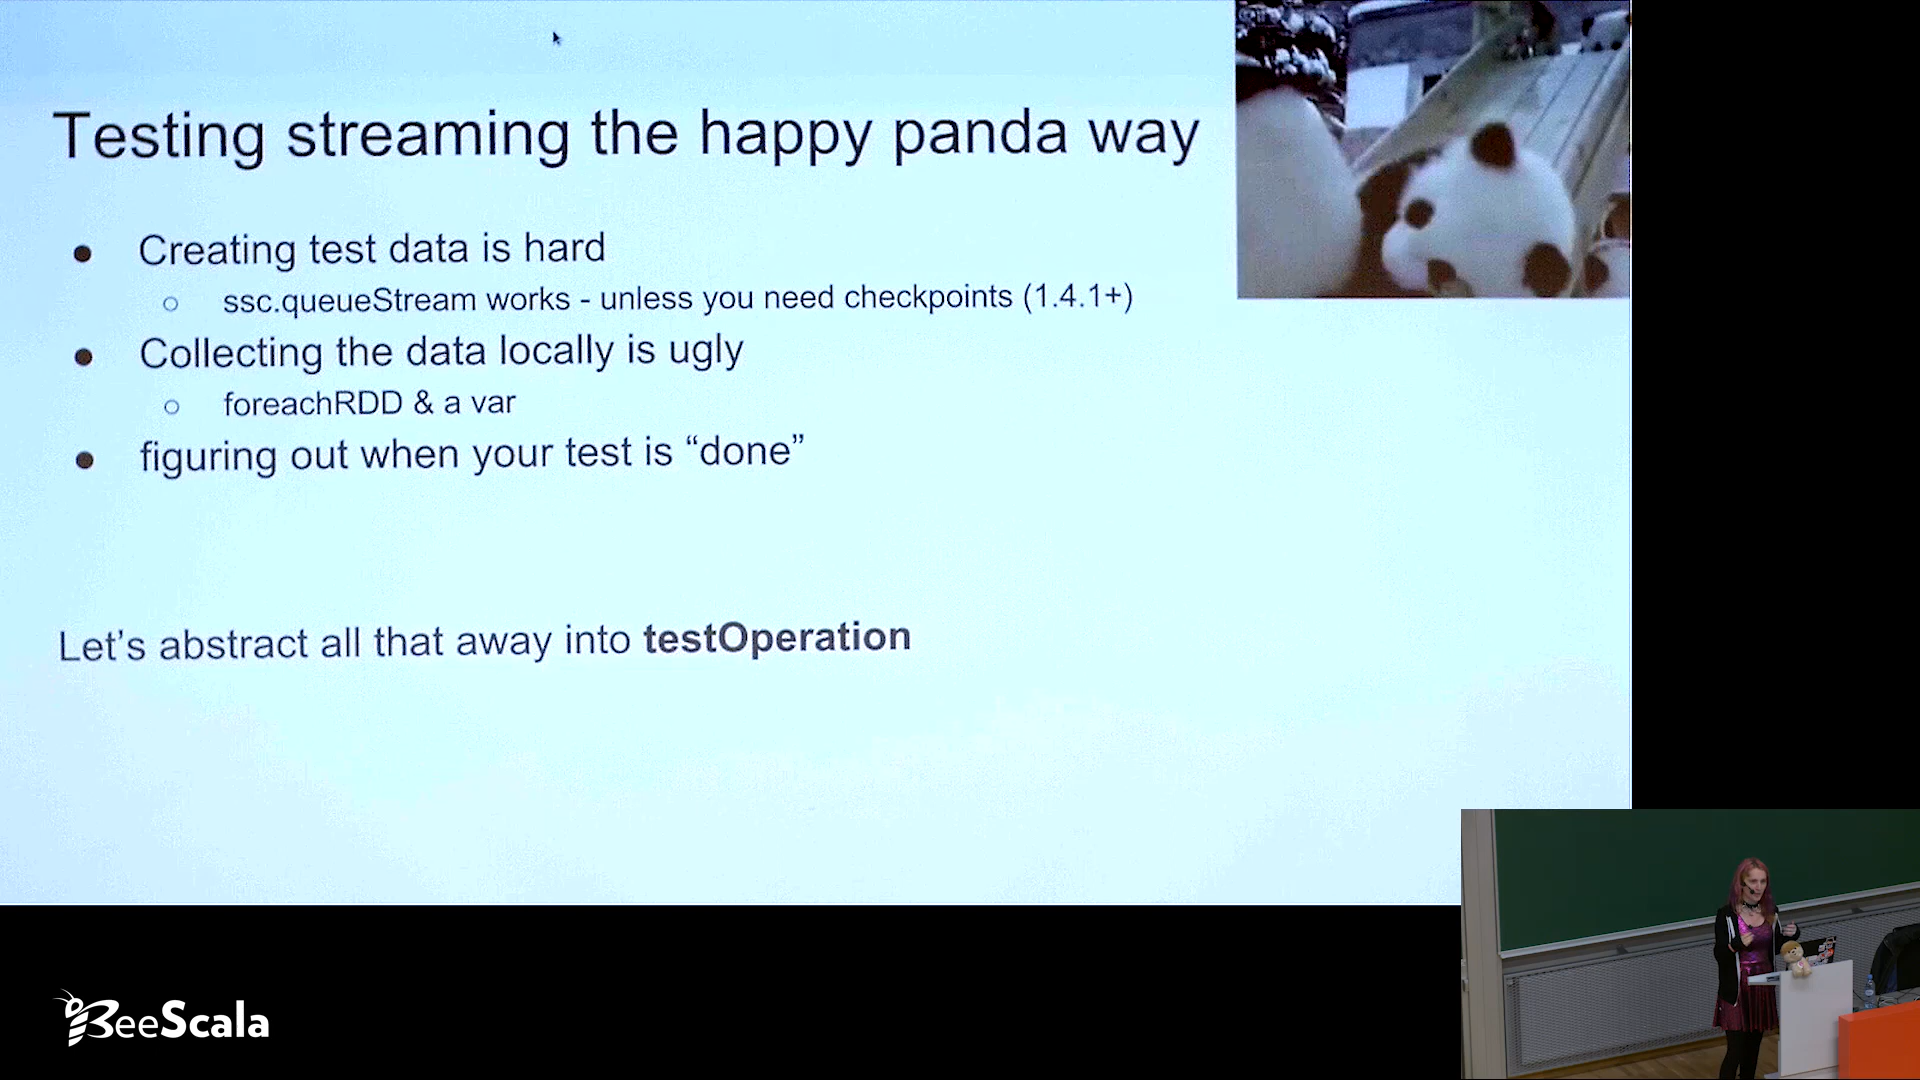 Testing streaming the happy panda way
● Creating test data is hard
○ ssc.queueStream works - unless you need checkpoints (1.4.1+)
● Collecting the data locally is ugly
○ foreachRDD & a var
● figuring out when your test is “done”
Let’s abstract all that away into testOperation
BeeScala